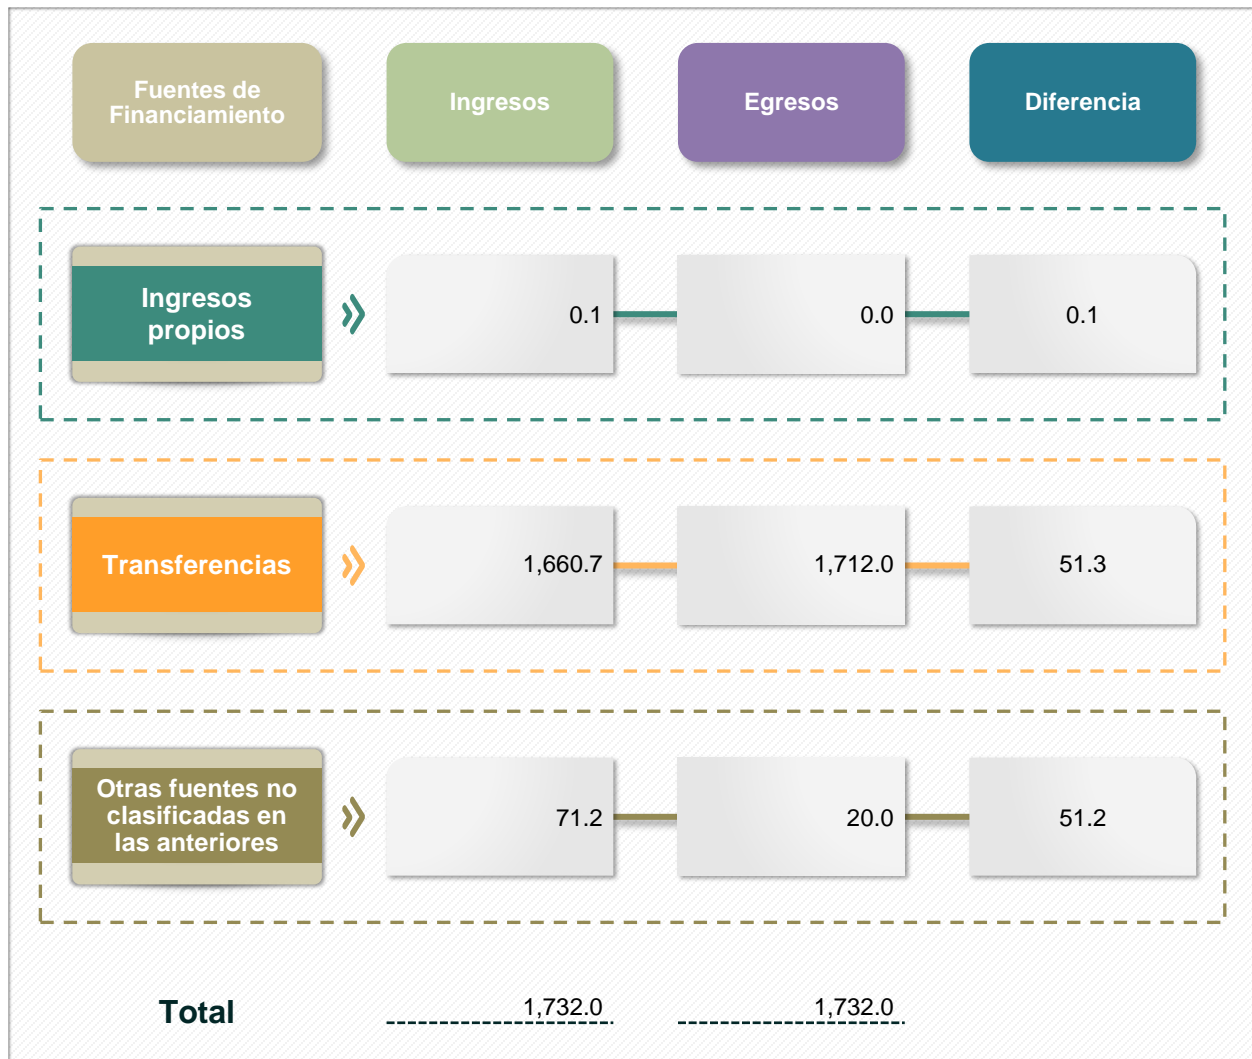 Fuentes de
Financiamiento
Ingresos
Egresos
Diferencia
Ingresos
propios
0.1
0.0
0.1
Transferencias
1,660.7
1,712.0
51.3
Otras fuentes no
clasificadas en
las anteriores
71.2
20.0
51.2
Total
1,732.0
1,732.0